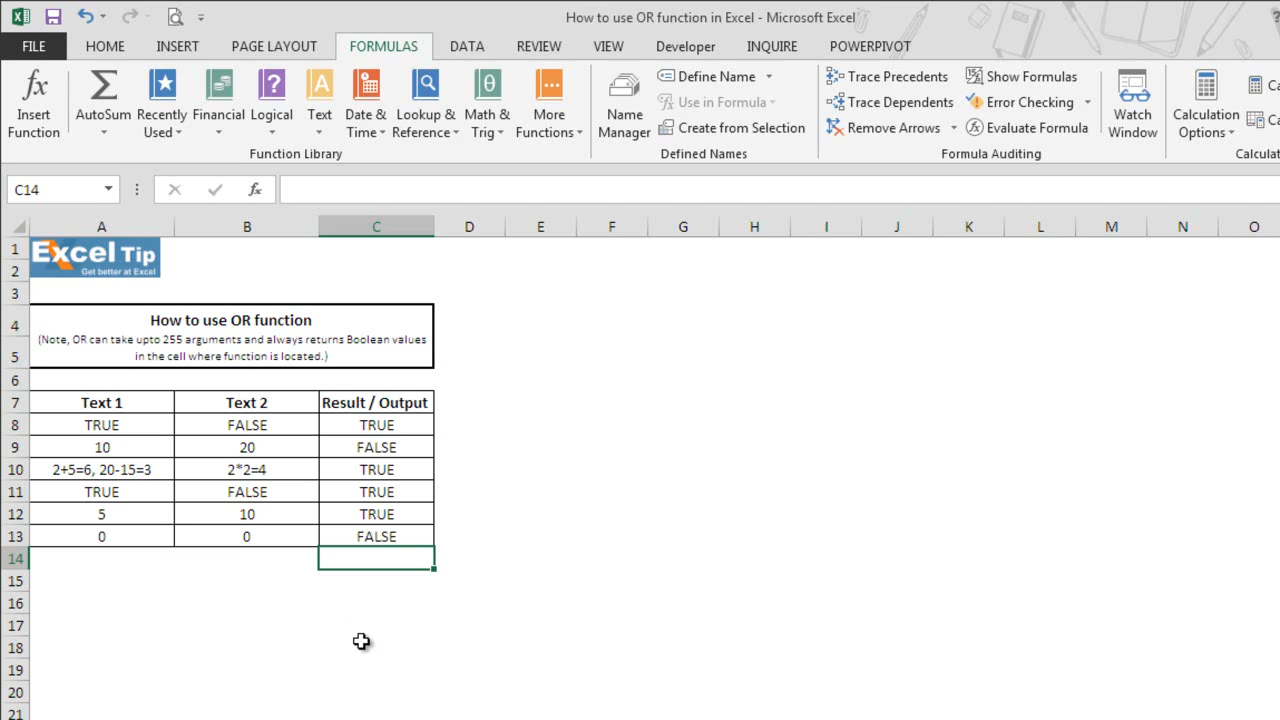 How to use OR function in Excel - Microsoft Excel
FILE HOME INSERT PAGE LAYOUT FORMULAS DATA REVIEW VIEW Developer INQUIRE POWERPIVOT
fx Insert Function
Σ AutoSum
Recently Used
Financial
Logical
Text
Date & Time
Lookup & Reference
Math & Trig
More Functions
Function Library
Name Manager
Define Name
Use in Formula
Create from Selection
Defined Names
Trace Precedents
Trace Dependents
Remove Arrows
Show Formulas
Error Checking
Evaluate Formula
Watch Window
Formula Auditing
Calculation Options
Ca
Ca
Calculat
C14 fx
A B C D E F G H I J K L M N O
1 Excel Tip
2 Get better at Excel
3
4 How to use OR function
(Note, OR can take upto 255 arguments and always returns Boolean values
5 in the cell where function is located.)
6
7 Text 1 Text 2 Result / Output
8 TRUE FALSE TRUE
9 10 20 FALSE
10 2+5=6, 20-15=3 2*2=4 TRUE
11 TRUE FALSE TRUE
12 5 10 TRUE
13 0 0 FALSE
14
15
16
17
18
19
20
21